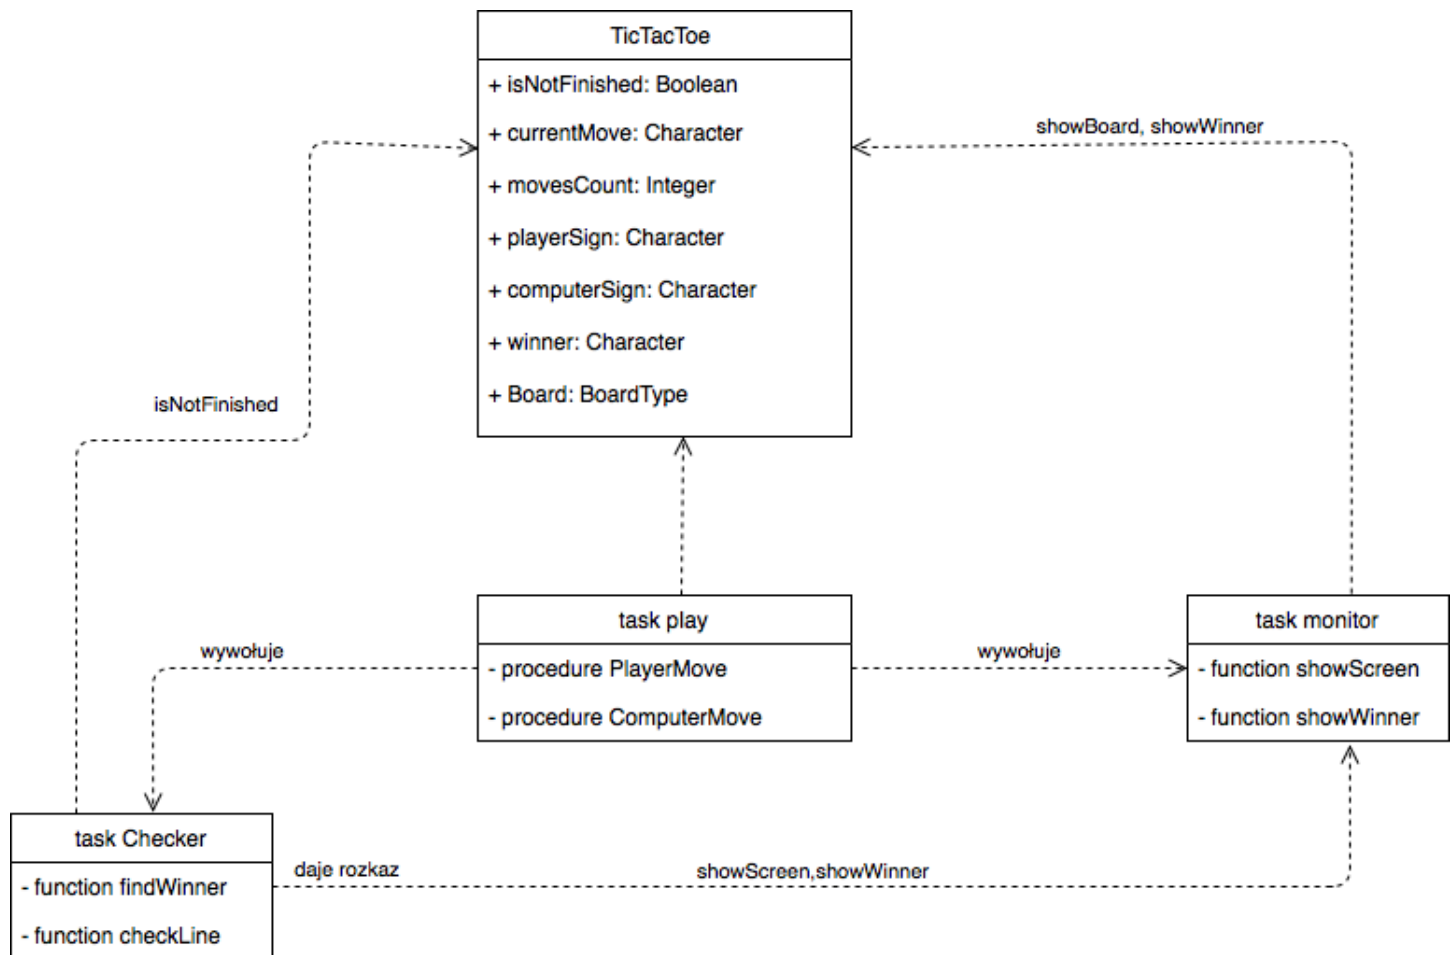 TicTacToe
+ isNotFinished: Boolean
+ currentMove: Character
+ movesCount: Integer
+ playerSign: Character
+ computerSign: Character
+ winner: Character
+ Board: BoardType
showBoard, showWinner
isNotFinished
task play
- procedure PlayerMove
- procedure ComputerMove
wywołuje
wywołuje
task monitor
- function showScreen
- function showWinner
task Checker
- function findWinner
- function checkLine
daje rozkaz
showScreen,showWinner